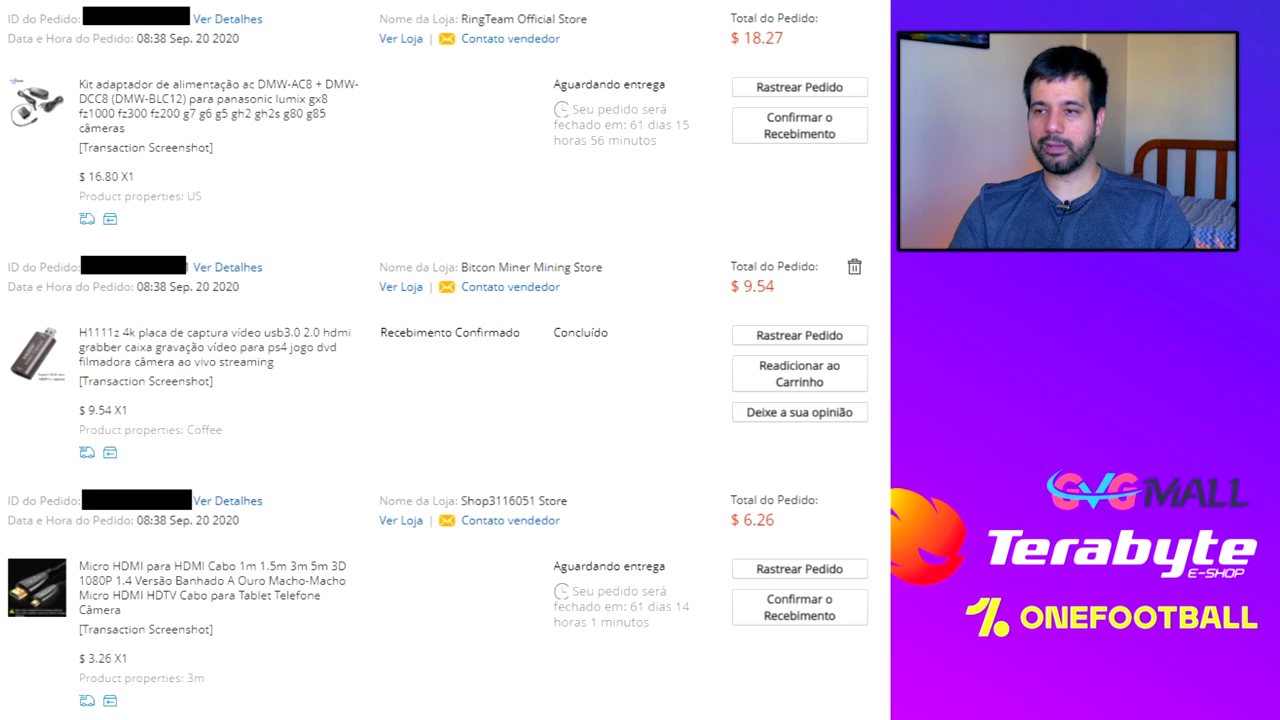 ID do Pedido: Ver Detalhes
Nome da Loja: RingTeam Official Store
Total do Pedido:
Data e Hora do Pedido: 08:38 Sep. 20 2020
Ver Loja | Contato vendedor
$ 18.27
Kit adaptador de alimentação ac DMW-AC8 + DMW-
DCC8 (DMW-BLC12) para panasonic lumix gx8
fz1000 fz300 fz200 g7 g6 g5 gh2 gh2s g80 g85
câmeras
[Transaction Screenshot]
$ 16.80 X1
Product properties: US
Aguardando entrega
Seu pedido será
fechado em: 61 dias 15
horas 56 minutos
Rastrear Pedido
Confirmar o
Recebimento
ID do Pedido: Ver Detalhes
Nome da Loja: Bitcon Miner Mining Store
Total do Pedido:
Data e Hora do Pedido: 08:38 Sep. 20 2020
Ver Loja | Contato vendedor
$ 9.54
H1111z 4k placa de captura vídeo usb3.0 2.0 hdmi
grabber caixa gravação vídeo para ps4 jogo dvd
filmadora câmera ao vivo streaming
[Transaction Screenshot]
$ 9.54 X1
Product properties: Coffee
Recebimento Confirmado
Concluído
Rastrear Pedido
Readicionar ao
Carrinho
Deixe a sua opinião
ID do Pedido: Ver Detalhes
Nome da Loja: Shop3116051 Store
Total do Pedido:
Data e Hora do Pedido: 08:38 Sep. 20 2020
Ver Loja | Contato vendedor
$ 6.26
Micro HDMI para HDMI Cabo 1m 1.5m 3m 5m 3D
1080P 1.4 Versão Banhado A Ouro Macho-Macho
Micro HDMI HDTV Cabo para Tablet Telefone
Câmera
[Transaction Screenshot]
$ 3.26 X1
Product properties: 3m
Aguardando entrega
Seu pedido será
fechado em: 61 dias 14
horas 1 minutos
Rastrear Pedido
Confirmar o
Recebimento
GVGMALL
Terabyte
E-SHOP
ONEFOOTBALL